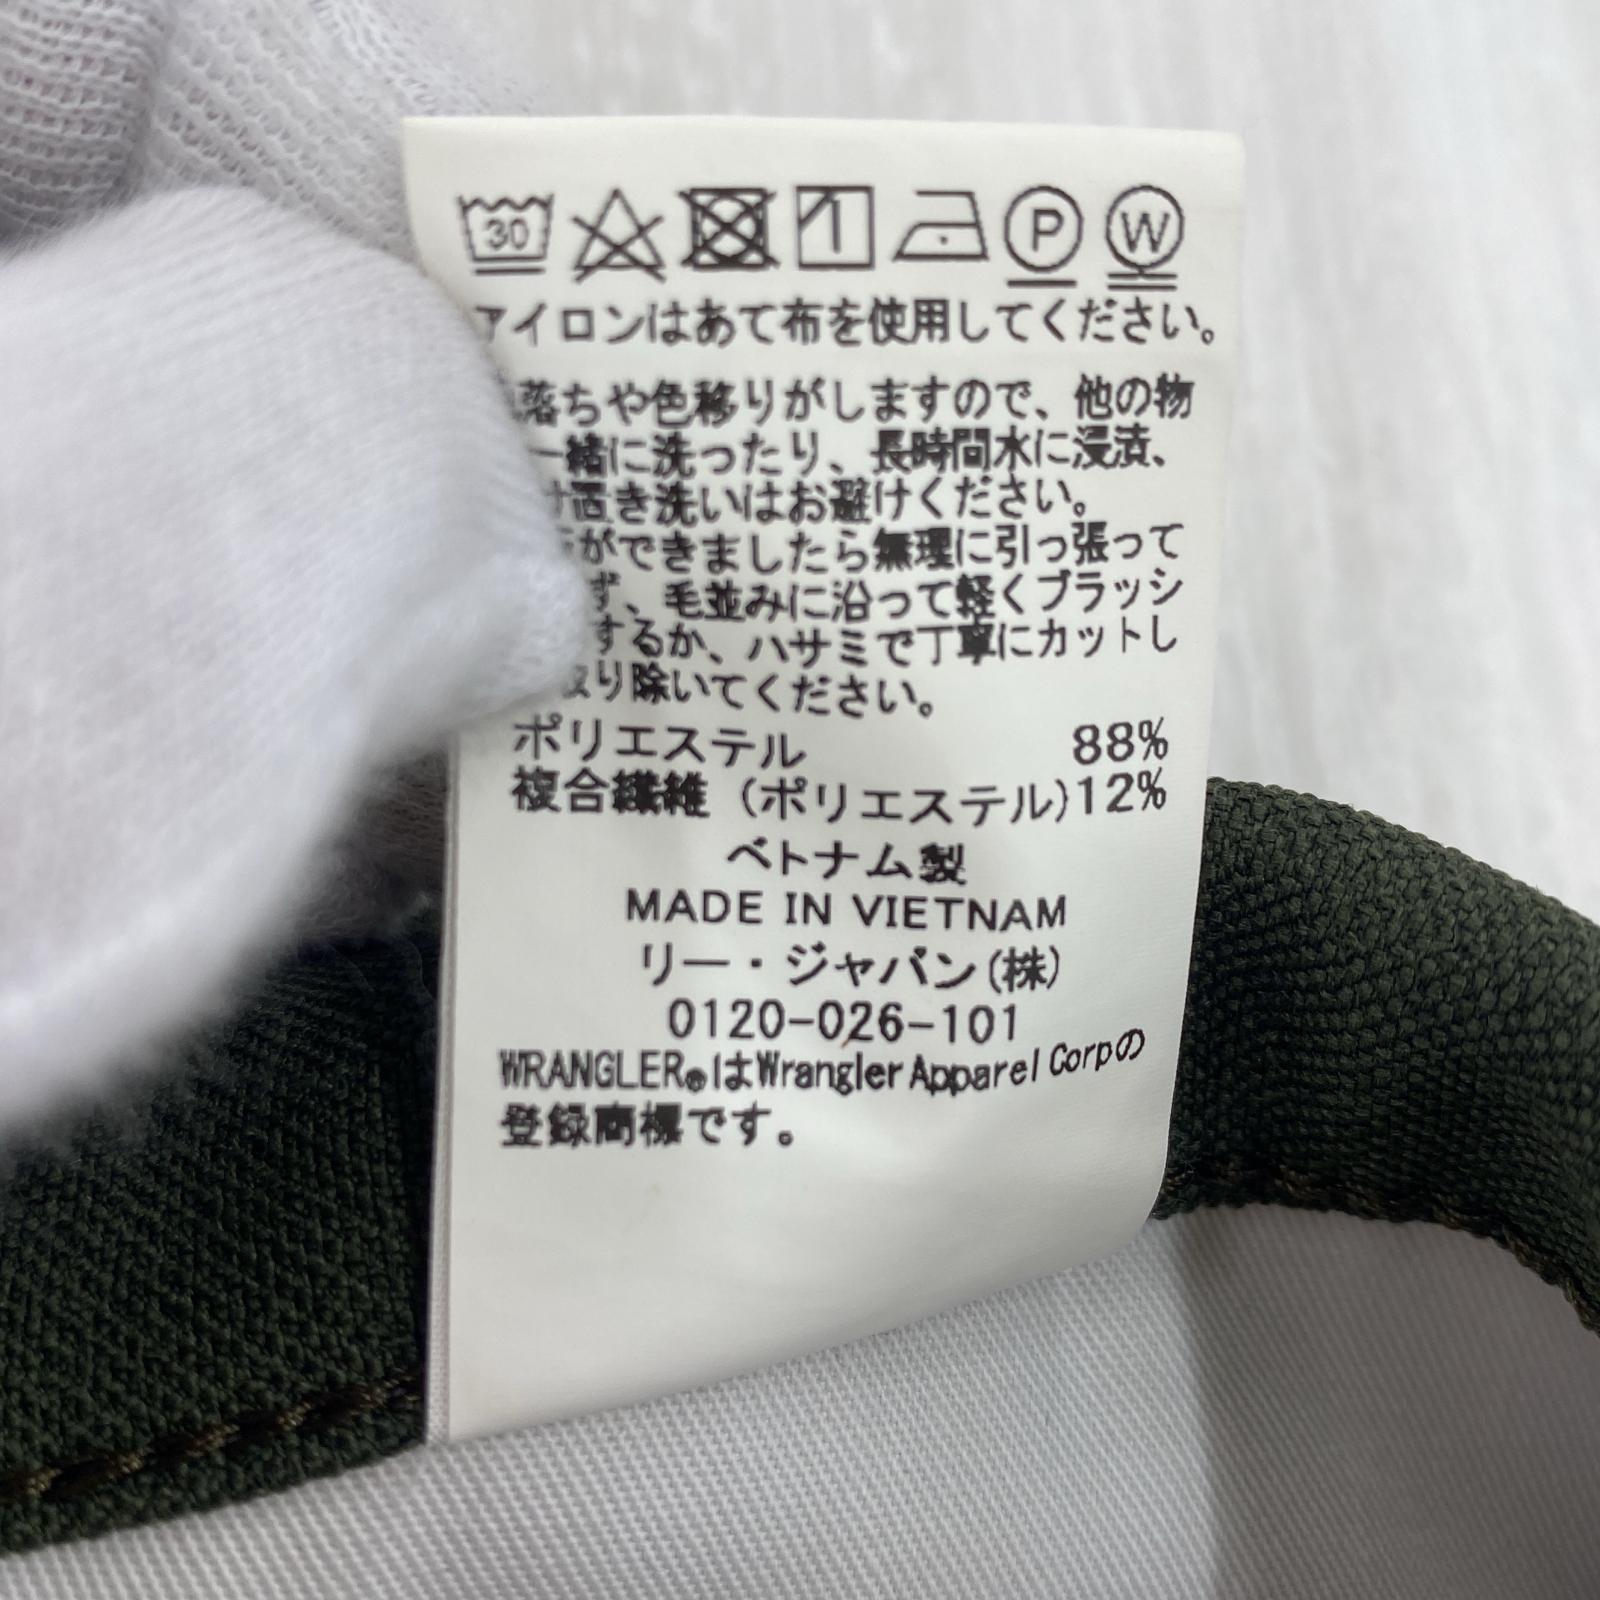 30 1 P W
アイロンはあて布を使用してください。
落ちや色移りがしますので、他の物
一緒に洗ったり、長時間水に浸漬、
け置き洗いはお避けください。
ができましたら無理に引っ張って
ず、毛並みに沿って軽くブラッシ
するか、ハサミで丁寧にカットし
取り除いてください。
ポリエステル 88%
複合繊維（ポリエステル)12%
ベトナム製
MADE IN VIETNAM
リー・ジャパン(株)
0120-026-101
WRANGLER®はWrangler Apparel Corpの
登録商標です。